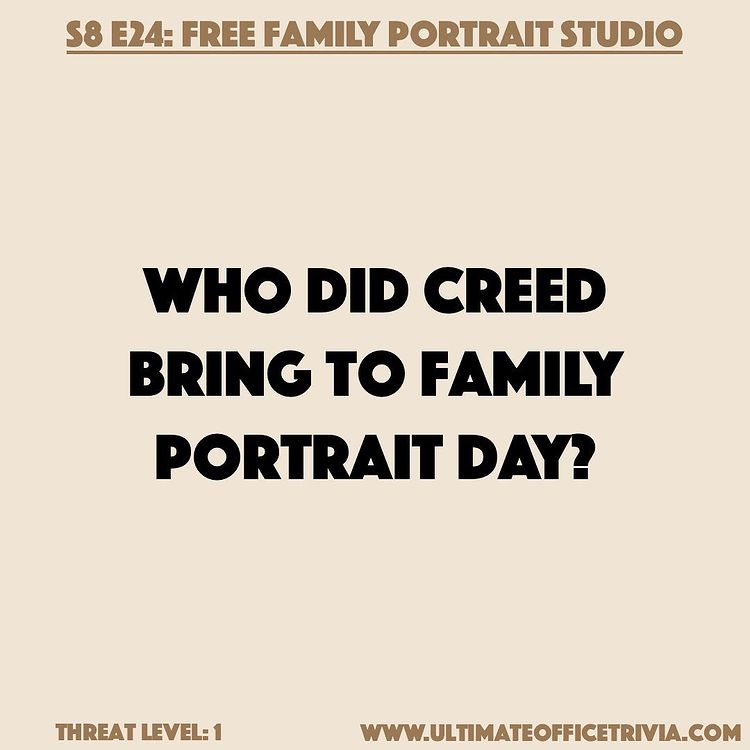 S8 E24: FREE FAMILY PORTRAIT STUDIO
WHO DID CREED
BRING TO FAMILY
PORTRAIT DAY?
THREAT LEVEL: 1
WWW.ULTIMATEOFFICETRIVIA.COM